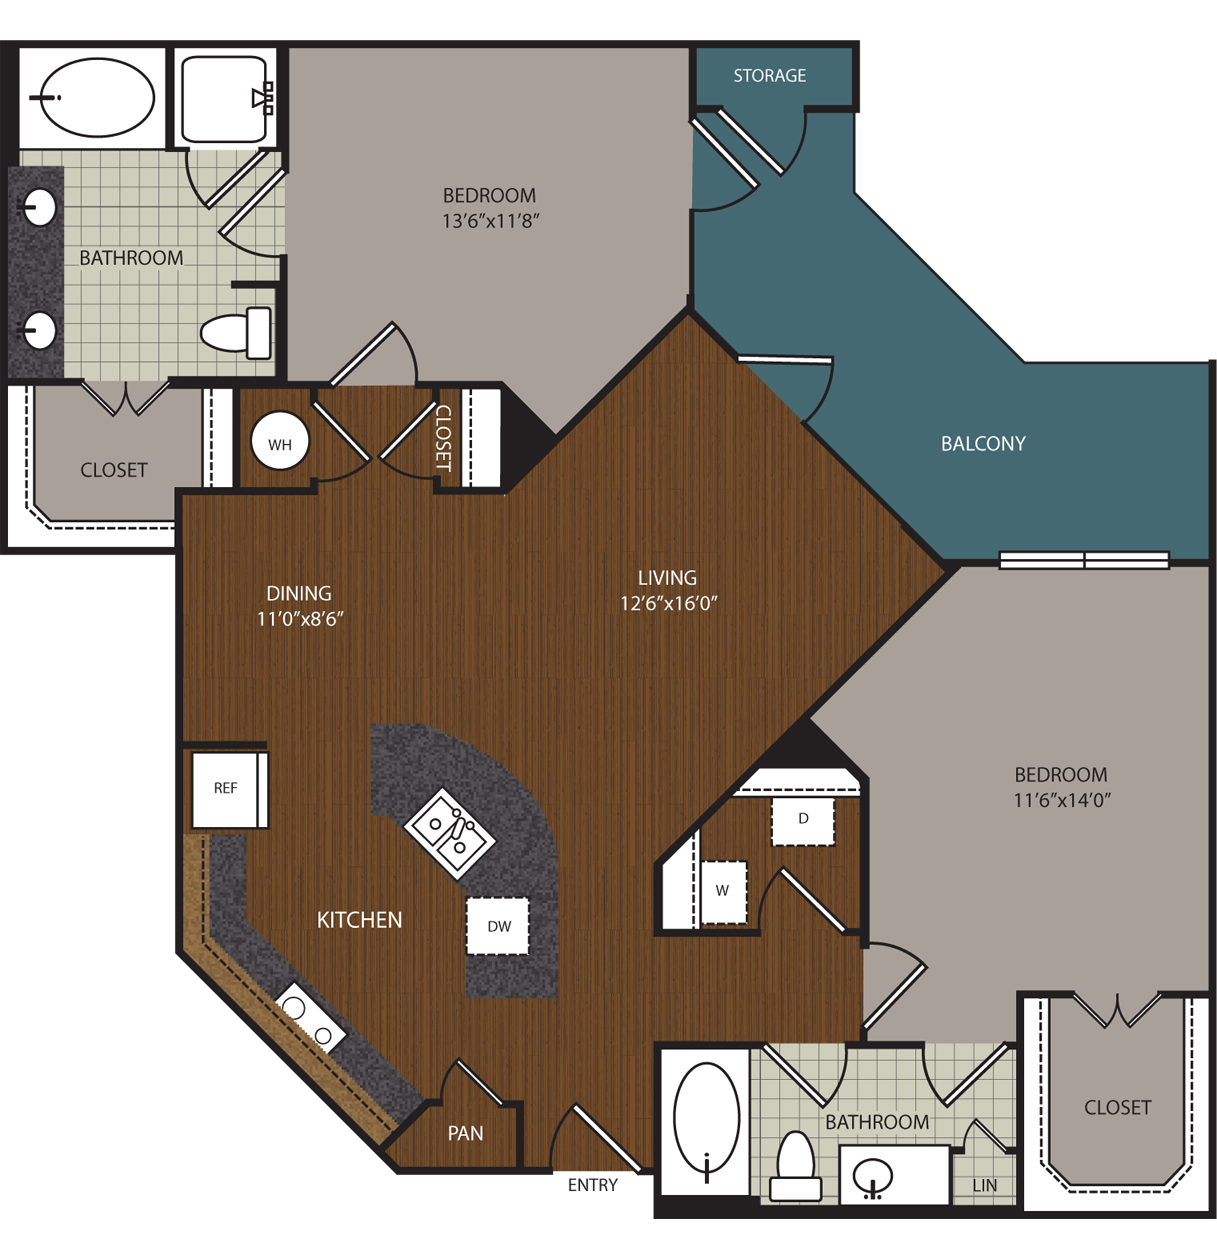 STORAGE
BEDROOM
13’6”x11’8”
BATHROOM
CLOSET
WH
CLOSET
BALCONY
LIVING
12’6”x16’0”
DINING
11’0”x8’6”
REF
BEDROOM
11’6”x14’0”
D
W
KITCHEN
DW
PAN
ENTRY
BATHROOM
LIN
CLOSET